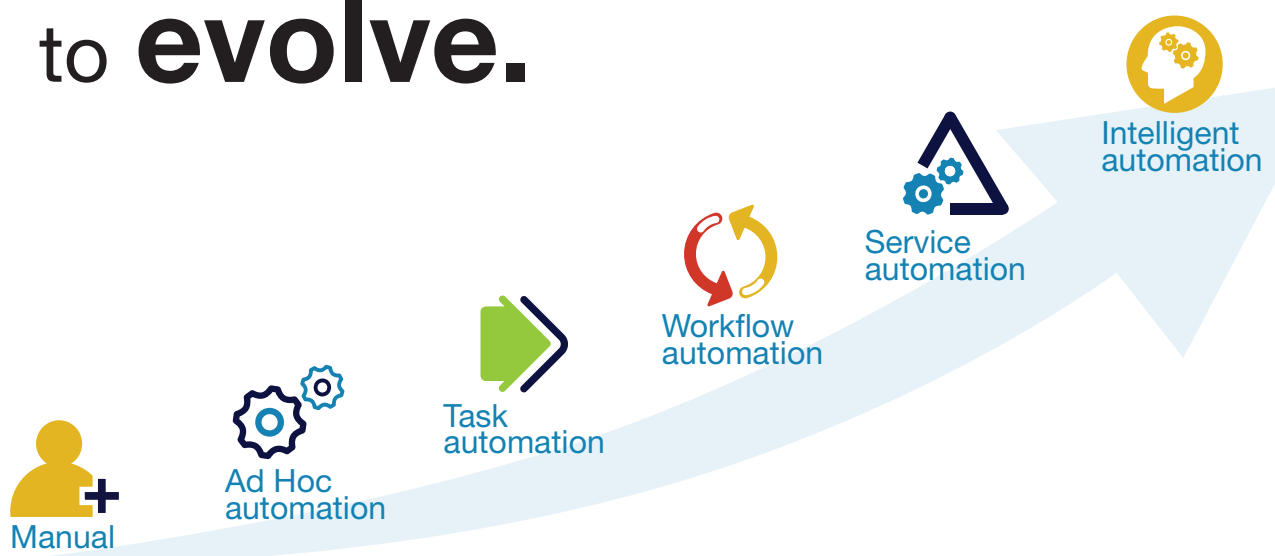 to evolve.
Intelligent
automation
Service
automation
Workflow
automation
Task
automation
Ad Hoc
automation
Manual